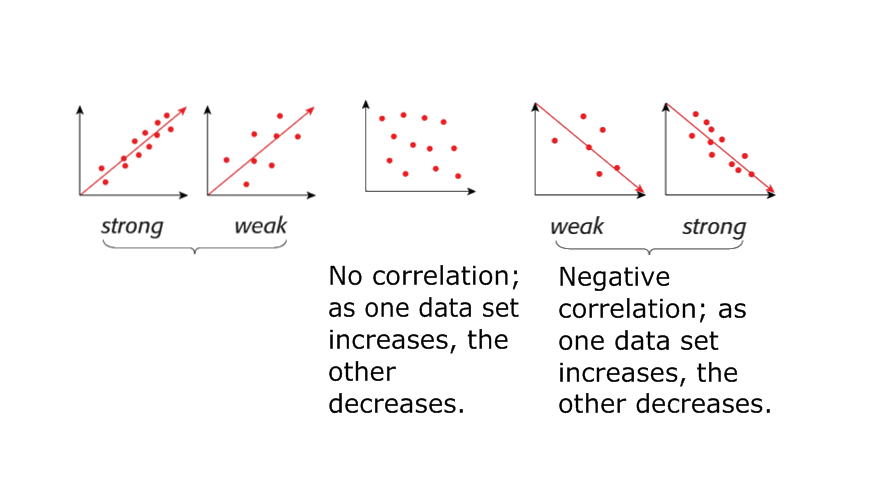 strong
weak
weak
strong
No correlation;
as one data set
increases, the
other
decreases.
Negative
correlation; as
one data set
increases, the
other decreases.